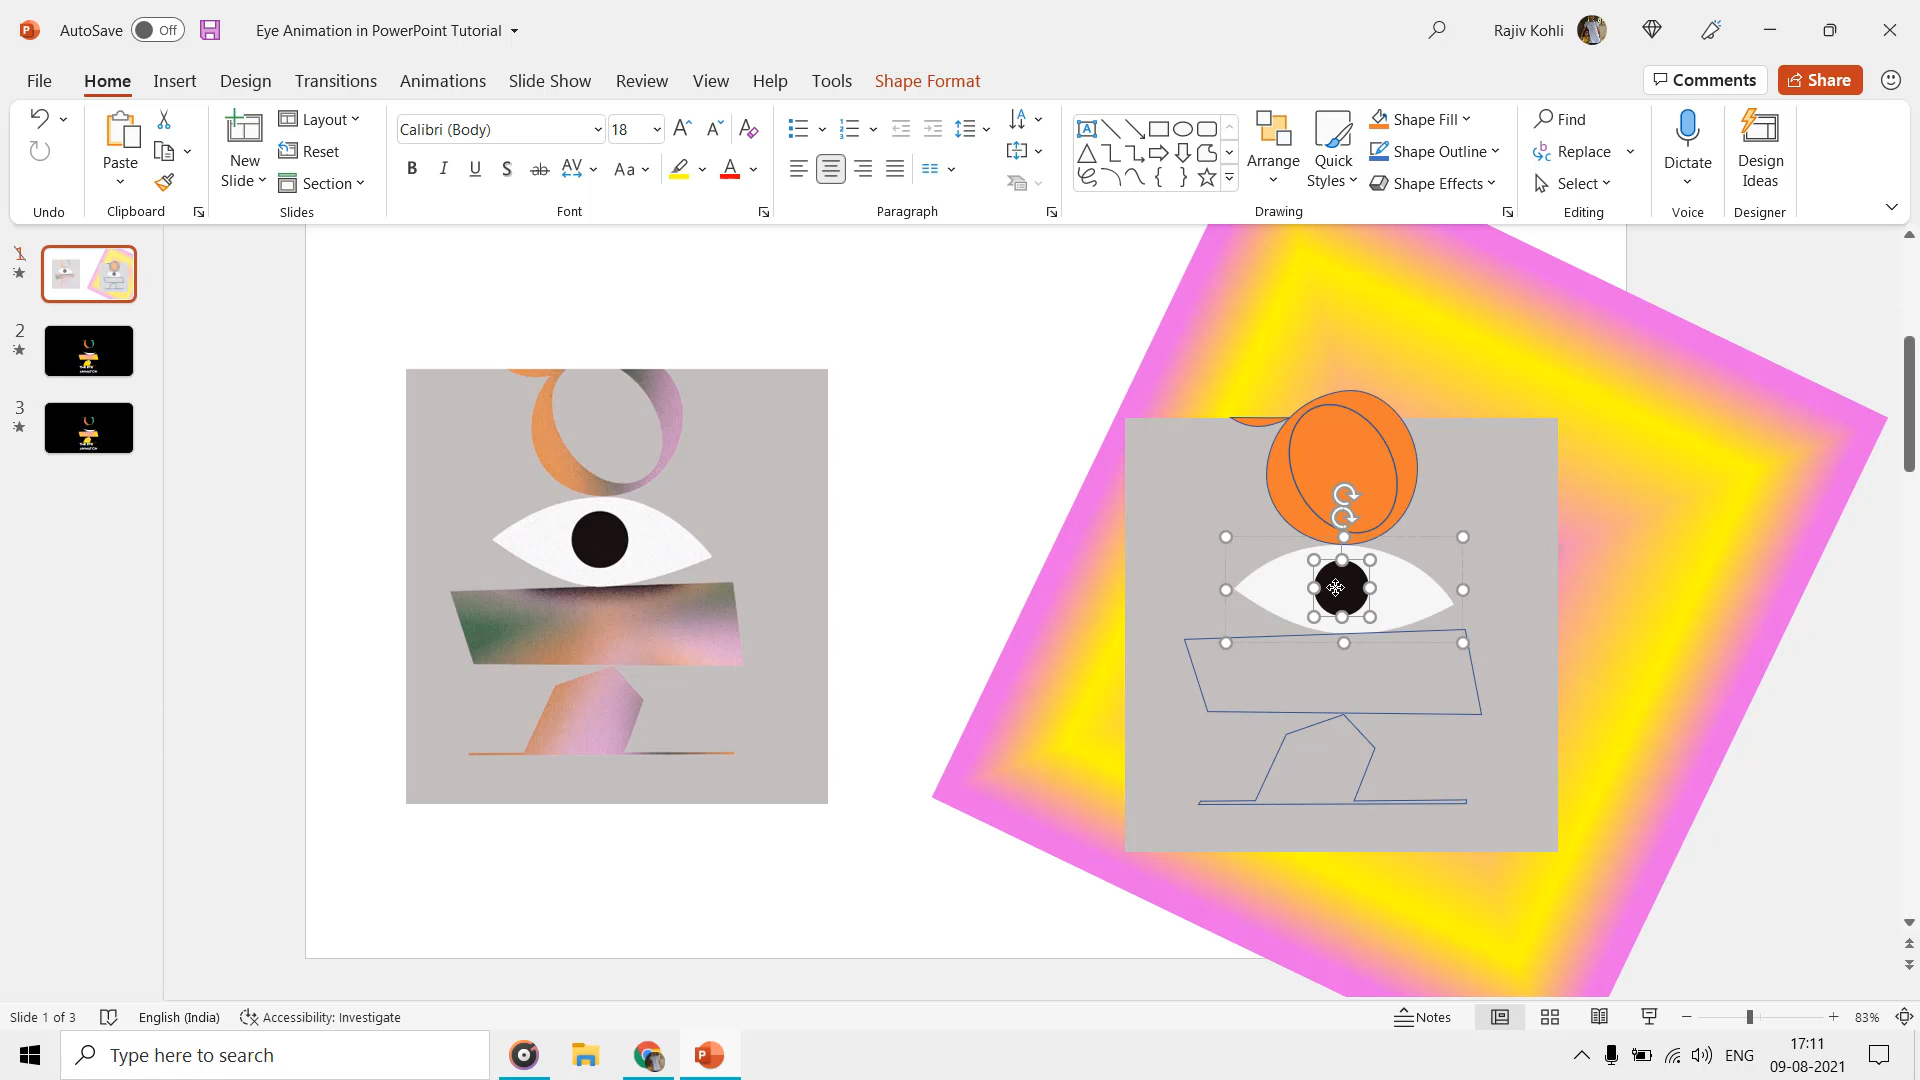 AutoSave Off Eye Animation in PowerPoint Tutorial Rajiv Kohli
File Home Insert Design Transitions Animations Slide Show Review View Help Tools Shape Format Comments Share
Paste
Clipboard
New Slide
Layout
Reset
Section
Slides
Undo
Calibri (Body) 18
B I U S ab AV Aa A
Font
Paragraph
Arrange
Quick Styles
Shape Fill
Shape Outline
Shape Effects
Drawing
Find
Replace
Select
Editing
Dictate
Voice
Design Ideas
Designer
1
2
3
Slide 1 of 3 English (India) Accessibility: Investigate Notes 83%
Type here to search
ENG
17:11
09-08-2021